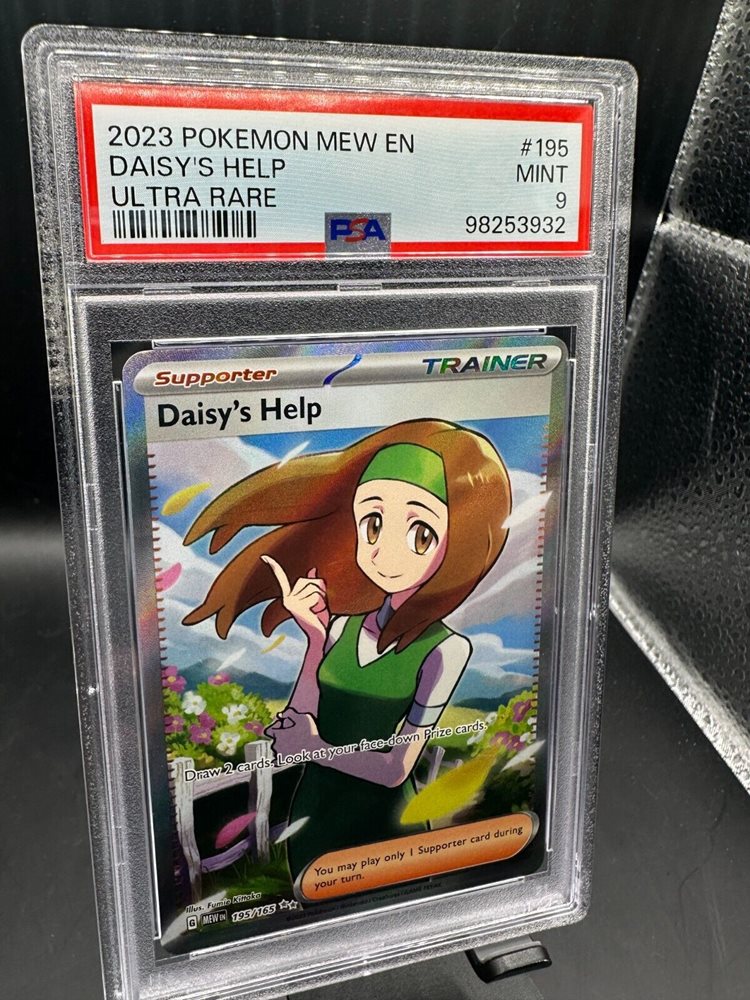 2023 POKEMON MEW EN
#195
DAISY'S HELP
MINT
ULTRA RARE
9
PSA
98253932
Supporter
TRAINER
Daisy's Help
Draw 2 cards. Look at your face-down Prize cards.
You may play only 1 Supporter card during
your turn.
Illus. Fumie Kittaka
G MEW EN 195/165